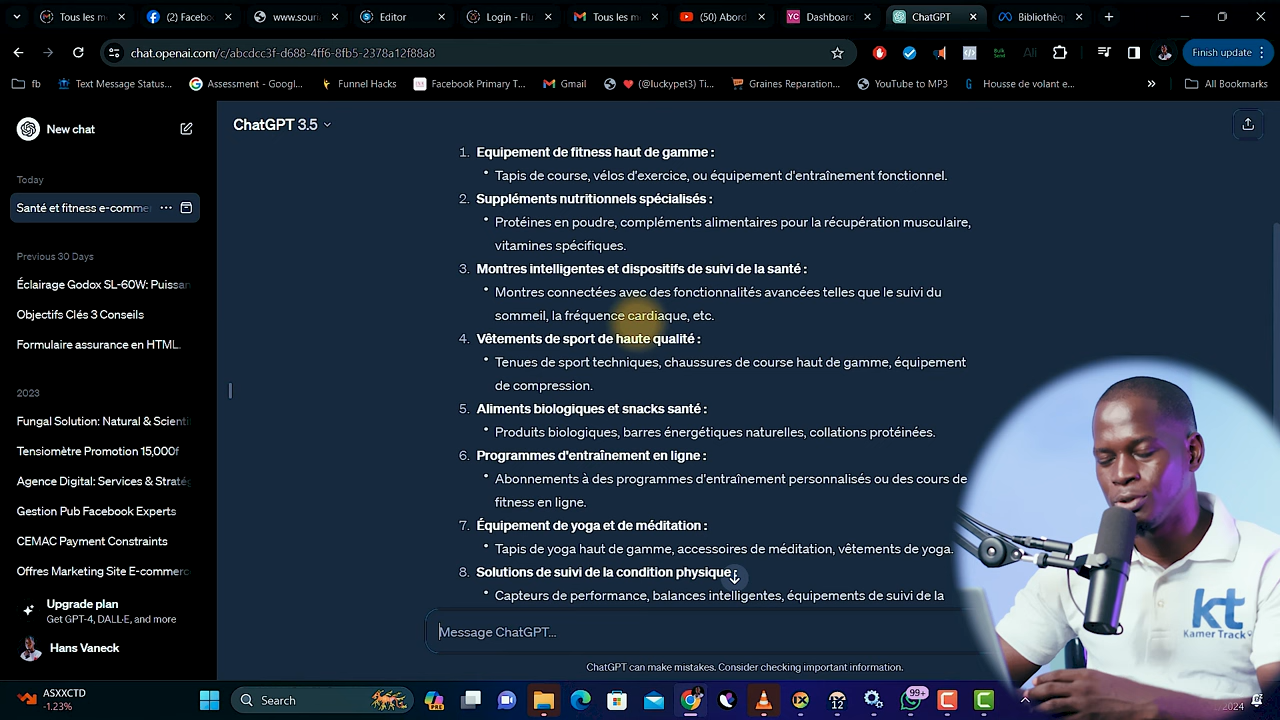 Tous les m
(2) Facebo
www.soun
Editor
Login - Flu
Tous les m
(50) Abord
Dashboard
ChatGPT
Bibliothèq
chat.openai.com/c/abcdcc3f-d688-4ff6-8fb5-2378a12f88a8
Finish update
fb
Text Message Status...
Assessment - Googl...
Funnel Hacks
Facebook Primary T...
Gmail
(@luckypet3) Ti...
Graines Reparation...
YouTube to MP3
Housse de volant e...
All Bookmarks
New chat
ChatGPT 3.5
Today
Santé et fitness e-comme
Previous 30 Days
Éclairage Godox SL-60W: Puissan
Objectifs Clés 3 Conseils
Formulaire assurance en HTML.
2023
Fungal Solution: Natural & Scienti
Tensiomètre Promotion 15,000f
Agence Digital: Services & Straté
Gestion Pub Facebook Experts
CEMAC Payment Constraints
Offres Marketing Site E-commerc
Upgrade plan
Get GPT-4, DALL·E, and more
Hans Vaneck
1. Equipement de fitness haut de gamme :
• Tapis de course, vélos d'exercice, ou équipement d'entraînement fonctionnel.
2. Suppléments nutritionnels spécialisés :
• Protéines en poudre, compléments alimentaires pour la récupération musculaire,
vitamines spécifiques.
3. Montres intelligentes et dispositifs de suivi de la santé :
• Montres connectées avec des fonctionnalités avancées telles que le suivi du
sommeil, la fréquence cardiaque, etc.
4. Vêtements de sport de haute qualité :
• Tenues de sport techniques, chaussures de course haut de gamme, équipement
de compression.
5. Aliments biologiques et snacks santé :
• Produits biologiques, barres énergétiques naturelles, collations protéinées.
6. Programmes d'entraînement en ligne :
• Abonnements à des programmes d'entraînement personnalisés ou des cours de
fitness en ligne.
7. Équipement de yoga et de méditation :
• Tapis de yoga haut de gamme, accessoires de méditation, vêtements de yoga.
8. Solutions de suivi de la condition physique :
• Capteurs de performance, balances intelligentes, équipements de suivi de la
Message ChatGPT...
ChatGPT can make mistakes. Consider checking important information.
kt
Kamer Track
ASXXCTD
-1.23%
Search
12
99+
2024